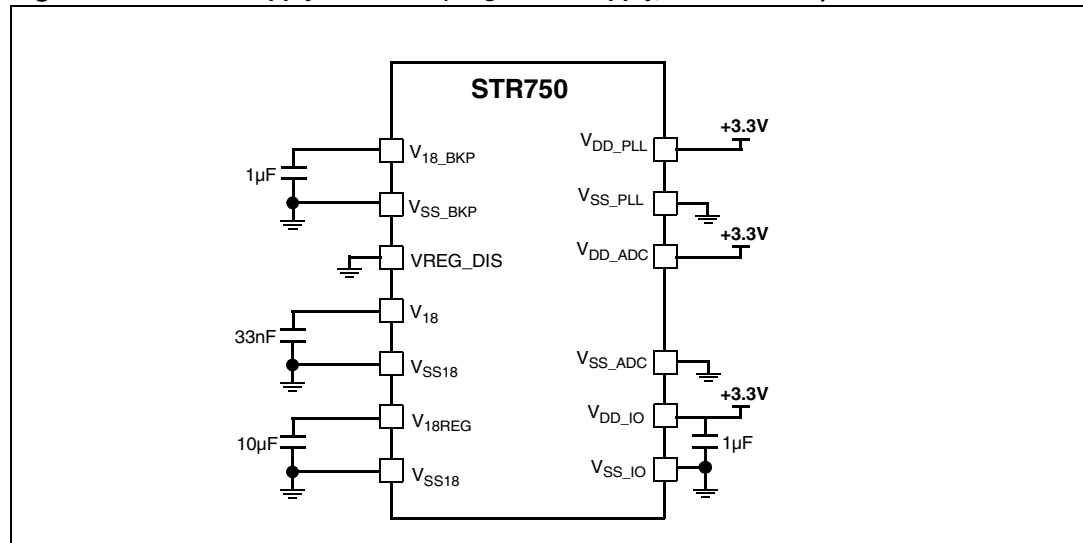 STR750
V18_BKP
1µF
VSS_BKP
VREG_DIS
V18
33nF
VSS18
V18REG
10µF
VSS18
VDD_PLL
+3.3V
VSS_PLL
+3.3V
VDD_ADC
VSS_ADC
+3.3V
VDD_IO
1µF
VSS_IO